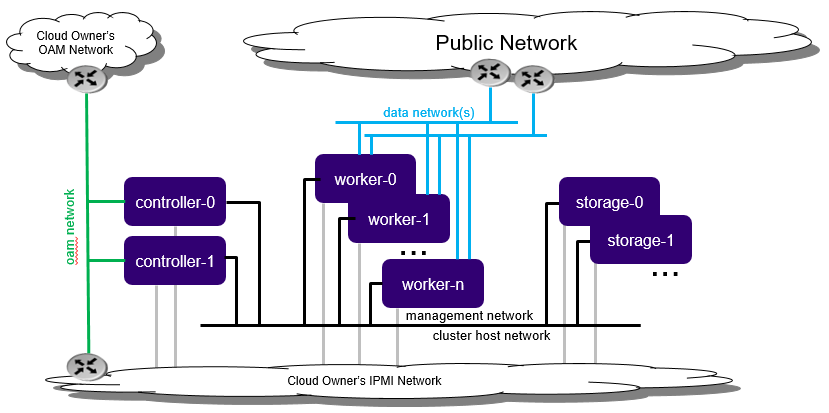 Cloud Owner's
OAM Network
Public Network
data network(s)
oam network
controller-0
controller-1
worker-0
worker-1
...
worker-n
storage-0
storage-1
...
management network
cluster host network
Cloud Owner's IPMI Network